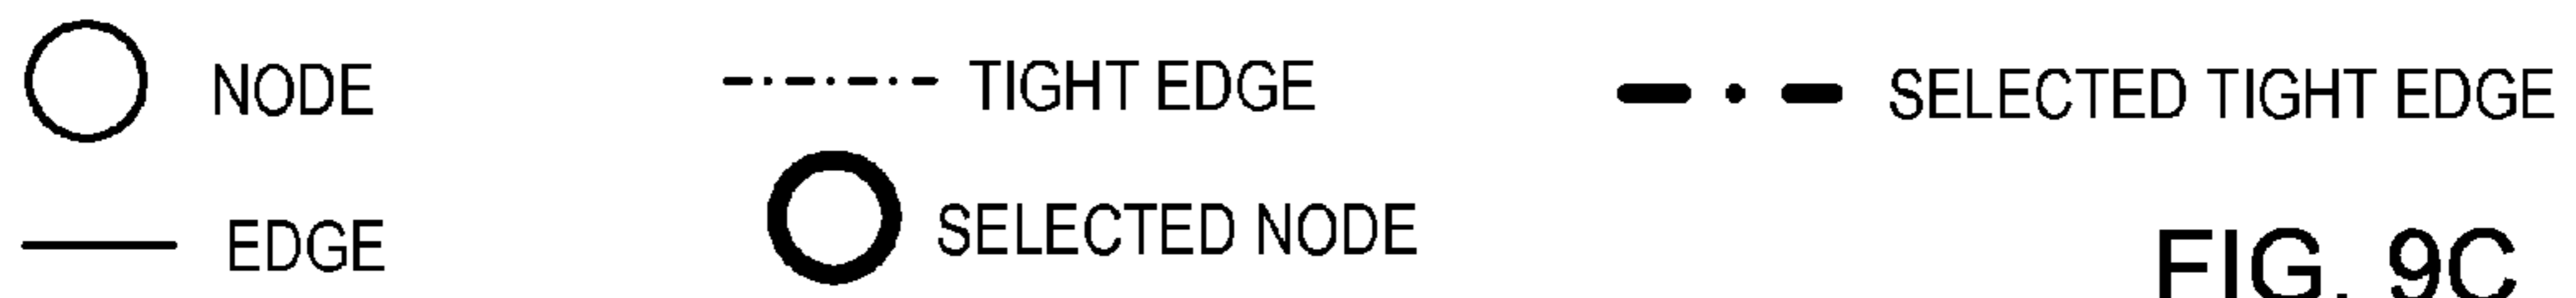 NODE
TIGHT EDGE
SELECTED TIGHT EDGE
EDGE
SELECTED NODE
FIG. 9C